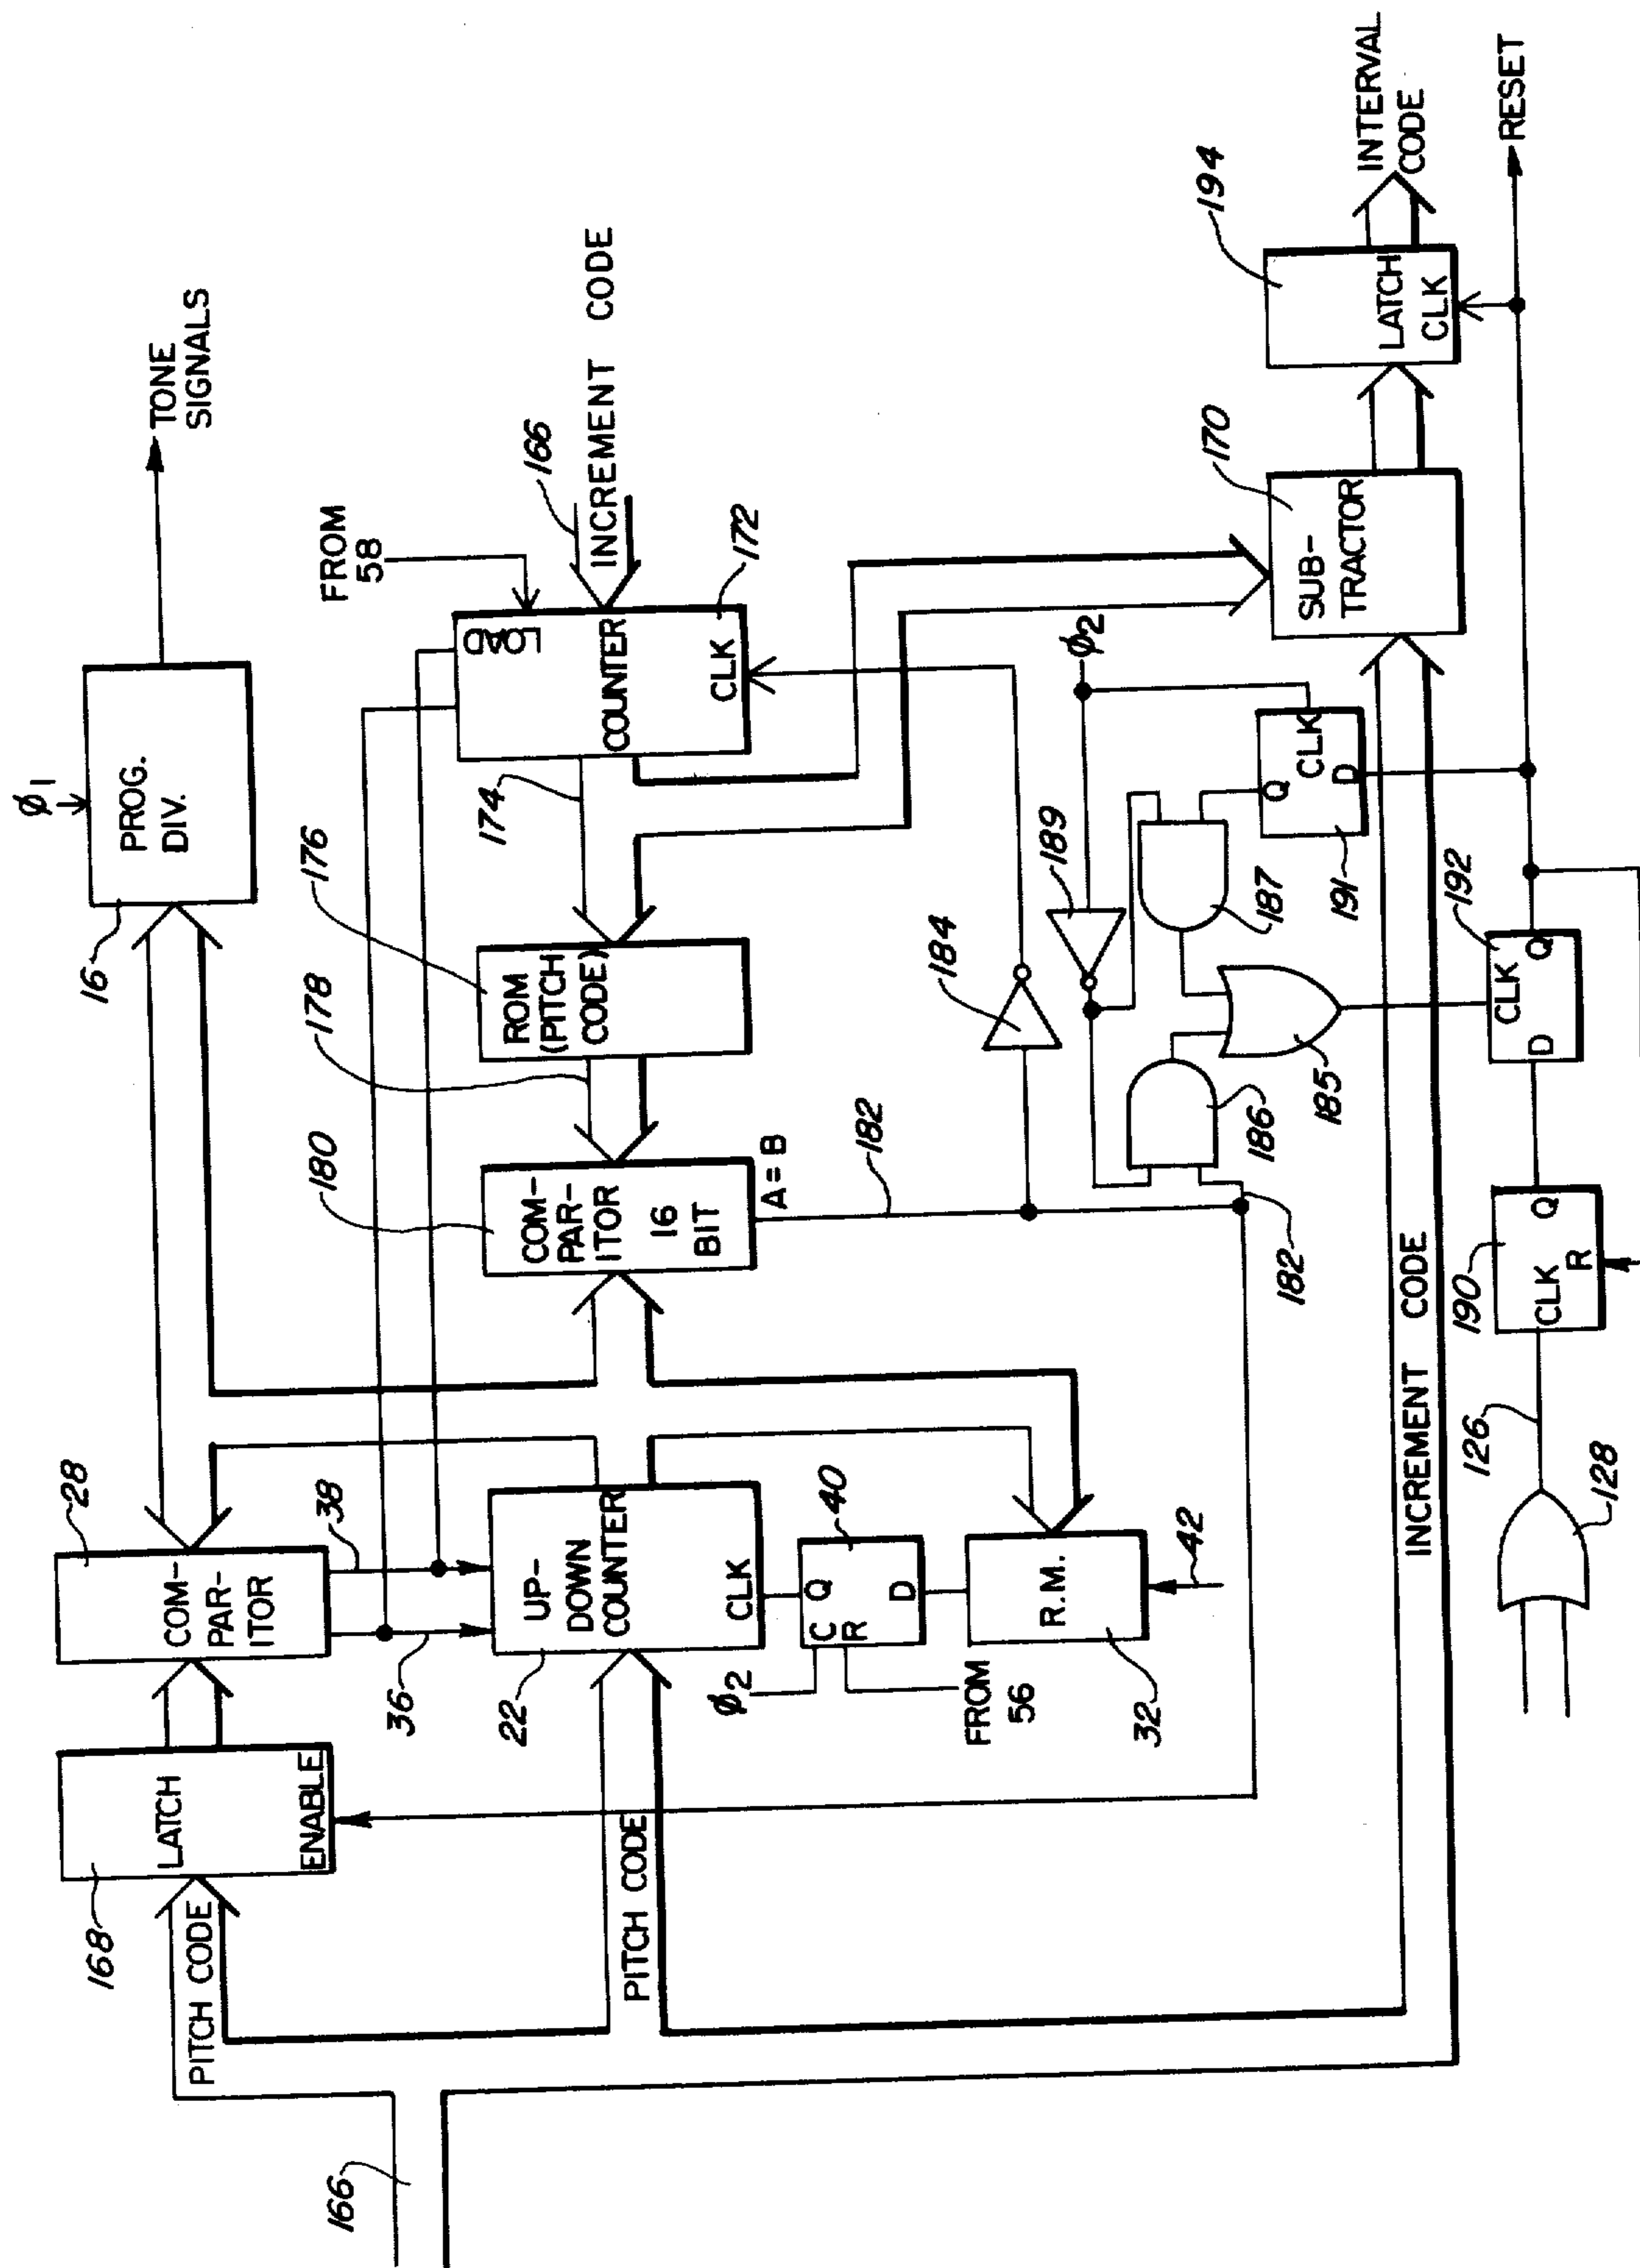 φ1
16
PROG.
DIV.
TONE
SIGNALS
28
COM-
PAR-
ITOR
168
LATCH
ENABLE
PITCH CODE
36
38
180
178
176
174
FROM
58
166
INCREMENT CODE
LOAD
COUNTER
CLK
172
ROM
(PITCH
CODE)
COM-
PAR-
ITOR
16
BIT
A = B
22
UP-
DOWN
COUNTER
CLK
PITCH CODE
166
φ2
C
Q
R
D
40
FROM
56
R.M.
32
42
182
184
189
φ2
186
187
185
182
Q
CLK
D
191
SUB-
TRACTOR
170
LATCH
CLK
194
INTERVAL
CODE
INCREMENT CODE
128
126
190
CLK
Q
R
192
CLK
D
Q
RESET